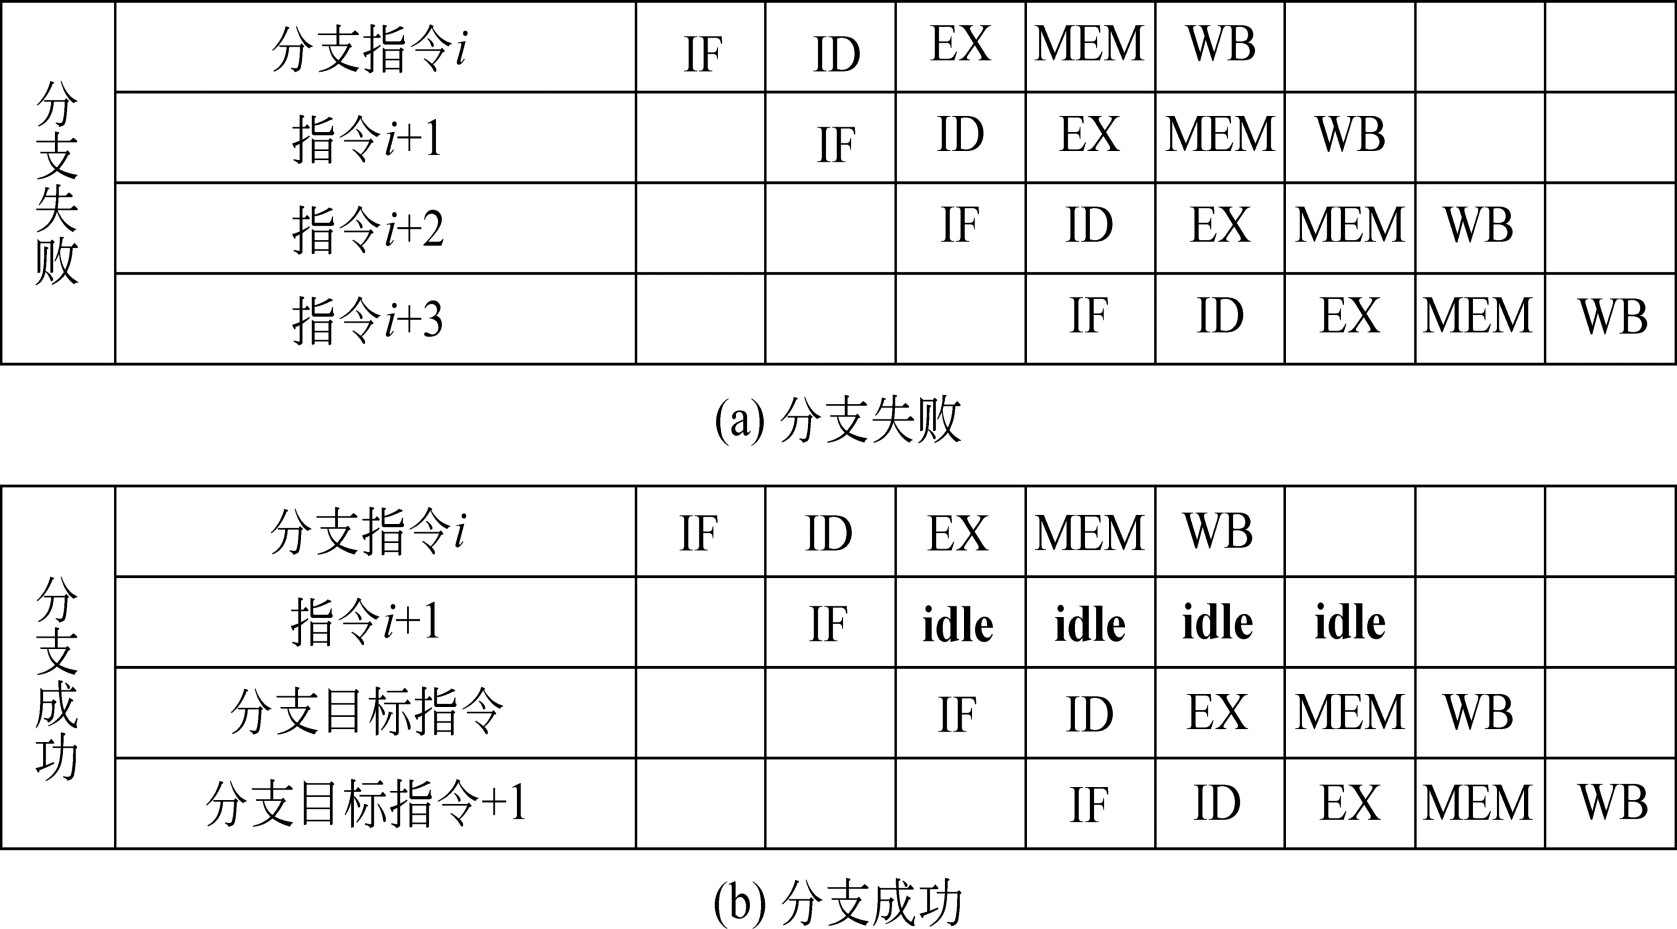 分支失败
分支指令i IF ID EX MEM WB
指令i+1 IF ID EX MEM WB
指令i+2 IF ID EX MEM WB
指令i+3 IF ID EX MEM WB
(a) 分支失败
分支成功
分支指令i IF ID EX MEM WB
指令i+1 IF idle idle idle idle
分支目标指令 IF ID EX MEM WB
分支目标指令+1 IF ID EX MEM WB
(b) 分支成功